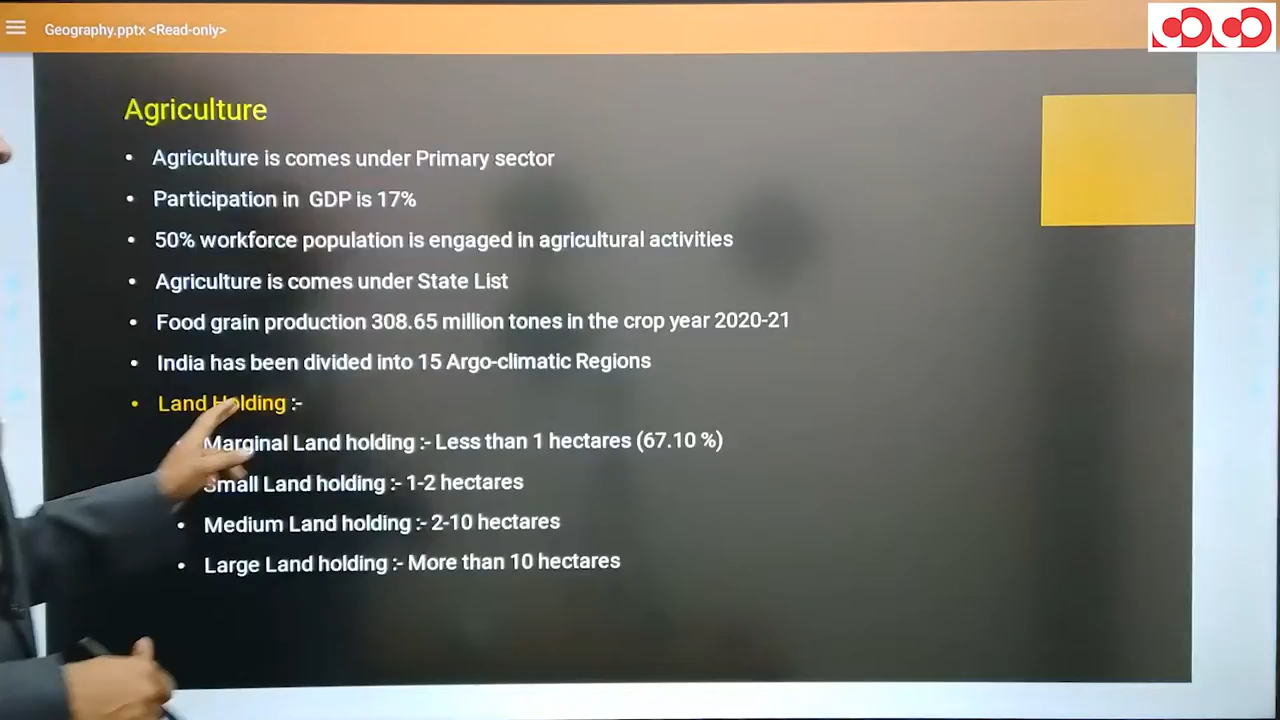 Geography.pptx <Read-only>
Agriculture
• Agriculture is comes under Primary sector
• Participation in GDP is 17%
• 50% workforce population is engaged in agricultural activities
• Agriculture is comes under State List
• Food grain production 308.65 million tones in the crop year 2020-21
• India has been divided into 15 Argo-climatic Regions
• Land Holding :-
Marginal Land holding :- Less than 1 hectares (67.10 %)
Small Land holding :- 1-2 hectares
• Medium Land holding :- 2-10 hectares
• Large Land holding :- More than 10 hectares